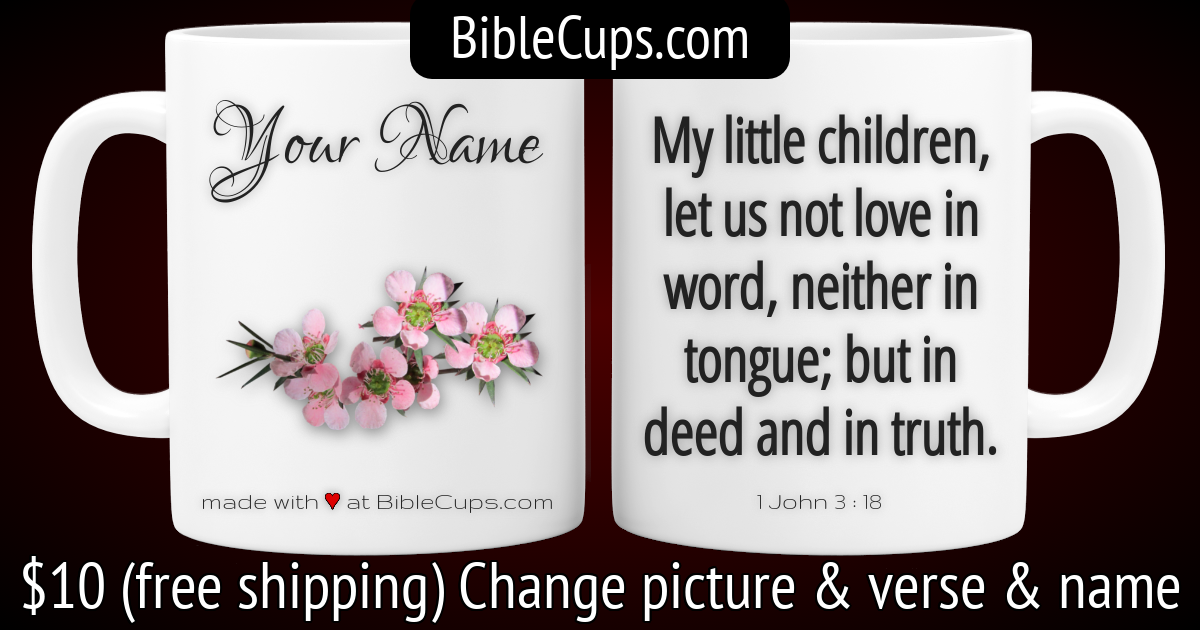 BibleCups.com
Your Name
made with ♥ at BibleCups.com
My little children,
let us not love in
word, neither in
tongue; but in
deed and in truth.
1 John 3 : 18
$10 (free shipping) Change picture & verse & name